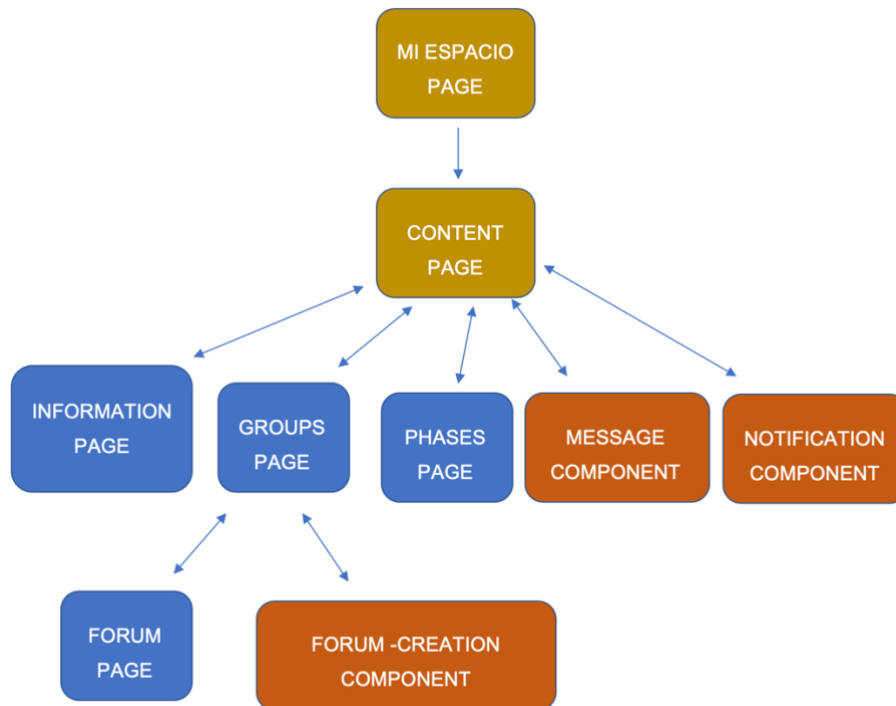 MI ESPACIO
PAGE
CONTENT
PAGE
INFORMATION
PAGE
GROUPS
PAGE
PHASES
PAGE
MESSAGE
COMPONENT
NOTIFICATION
COMPONENT
FORUM
PAGE
FORUM -CREATION
COMPONENT